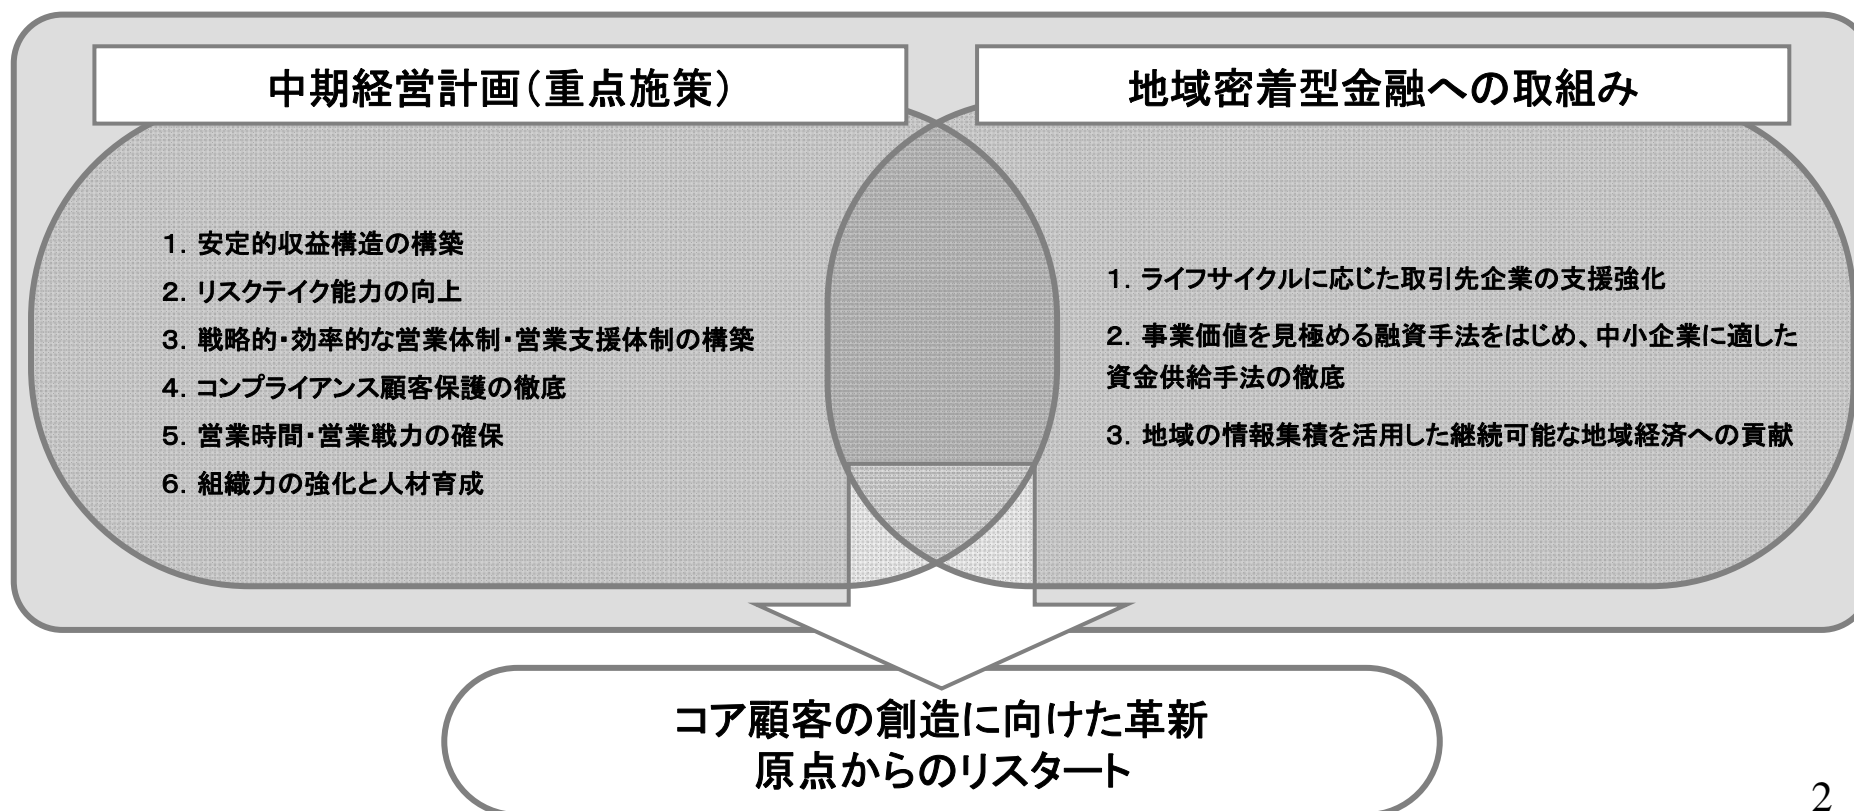 中期経営計画(重点施策)
1．安定的収益構造の構築
2．リスクテイク能力の向上
3．戦略的・効率的な営業体制・営業支援体制の構築
4．コンプライアンス顧客保護の徹底
5．営業時間・営業戦力の確保
6．組織力の強化と人材育成
地域密着型金融への取組み
1．ライフサイクルに応じた取引先企業の支援強化
2．事業価値を見極める融資手法をはじめ、中小企業に適した
資金供給手法の徹底
3．地域の情報集積を活用した継続可能な地域経済への貢献
コア顧客の創造に向けた革新
原点からのリスタート
2